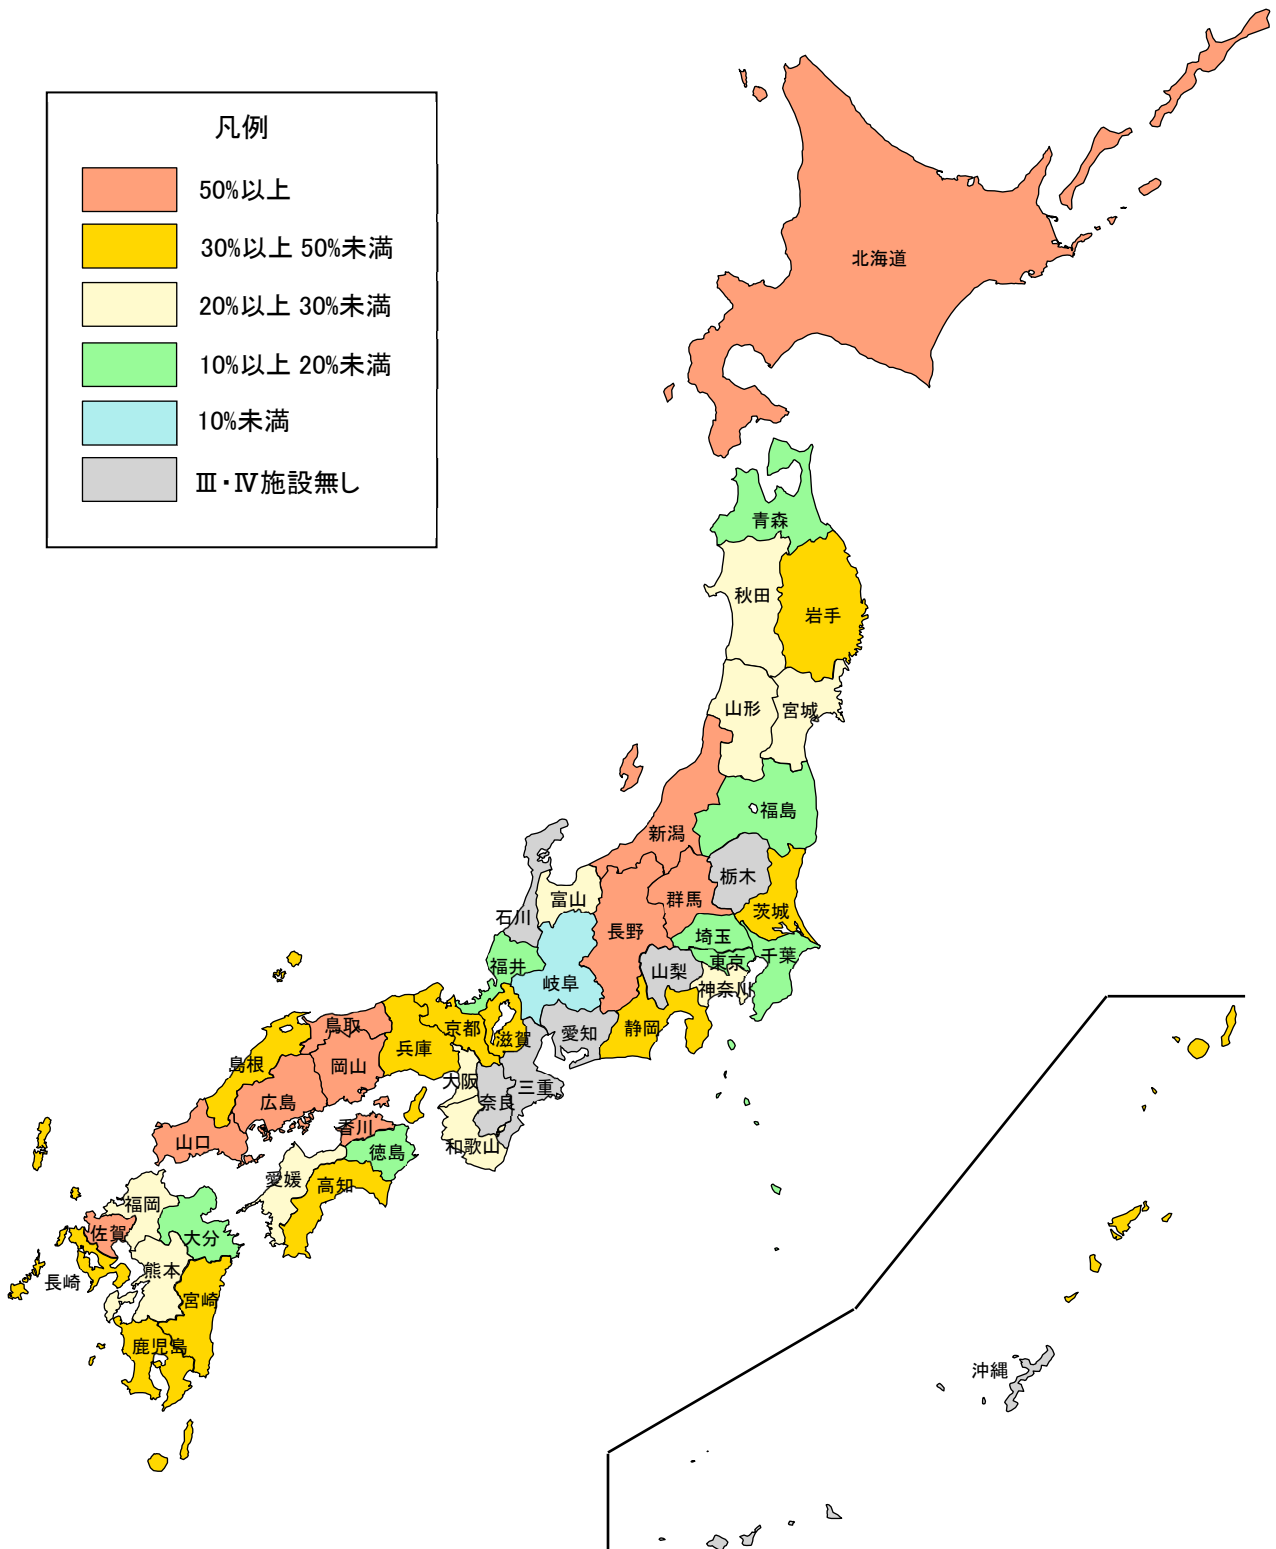 凡例
50%以上
30%以上 50%未満
20%以上 30%未満
10%以上 20%未満
10%未満
Ⅲ・Ⅳ施設無し
北海道
青森
秋田
岩手
山形
宮城
福島
新潟
栃木
群馬
茨城
富山
石川
長野
埼玉
東京
千葉
山梨
神奈川
福井
岐阜
静岡
愛知
滋賀
京都
兵庫
大阪
奈良
三重
和歌山
鳥取
島根
岡山
広島
山口
香川
徳島
愛媛
高知
福岡
佐賀
大分
長崎
熊本
宮崎
鹿児島
沖縄